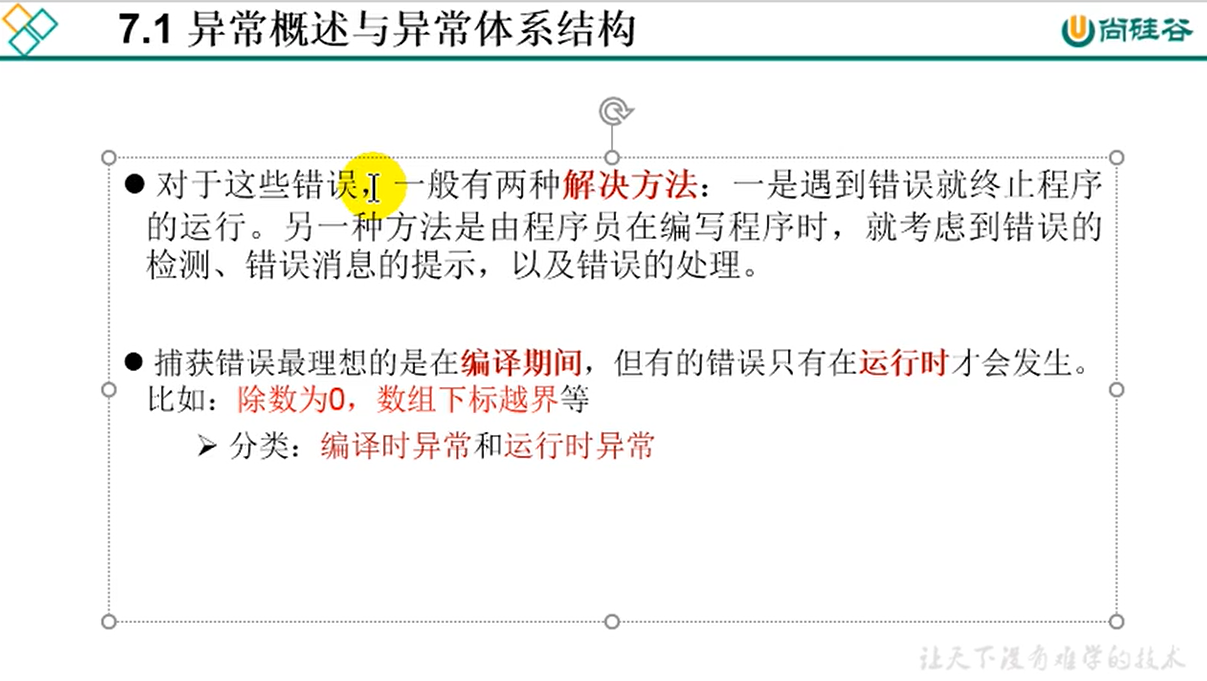 7.1 异常概述与异常体系结构
尚硅谷
● 对于这些错误，一般有两种解决方法：一是遇到错误就终止程序
的运行。另一种方法是由程序员在编写程序时，就考虑到错误的
检测、错误消息的提示，以及错误的处理。
● 捕获错误最理想的是在编译期间，但有的错误只有在运行时才会发生。
比如：除数为0，数组下标越界等
➢ 分类：编译时异常和运行时异常
让天下没有难学的技术